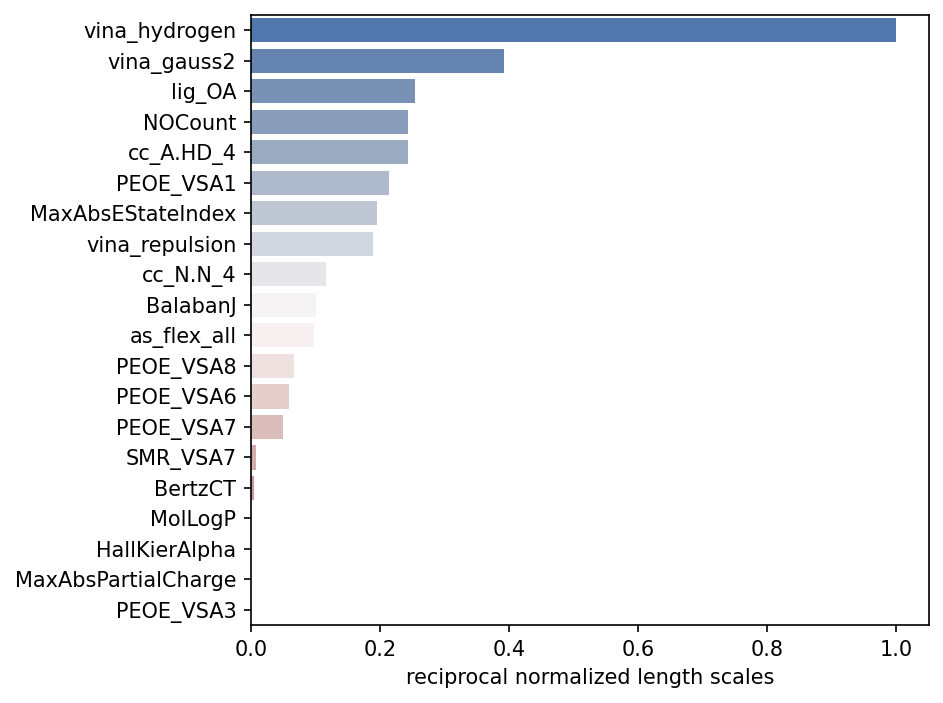 vina_hydrogen
vina_gauss2
lig_OA
NOCount
cc_A.HD_4
PEOE_VSA1
MaxAbsEStateIndex
vina_repulsion
cc_N.N_4
BalabanJ
as_flex_all
PEOE_VSA8
PEOE_VSA6
PEOE_VSA7
SMR_VSA7
BertzCT
MolLogP
HallKierAlpha
MaxAbsPartialCharge
PEOE_VSA3
0.0 0.2 0.4 0.6 0.8 1.0
reciprocal normalized length scales